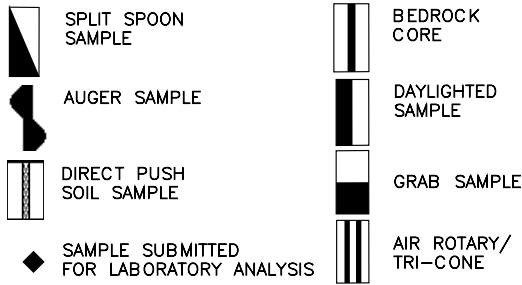 SPLIT SPOON
SAMPLE
AUGER SAMPLE
DIRECT PUSH
SOIL SAMPLE
SAMPLE SUBMITTED
FOR LABORATORY ANALYSIS
BEDROCK
CORE
DAYLIGHTED
SAMPLE
GRAB SAMPLE
AIR ROTARY/
TRI-CONE